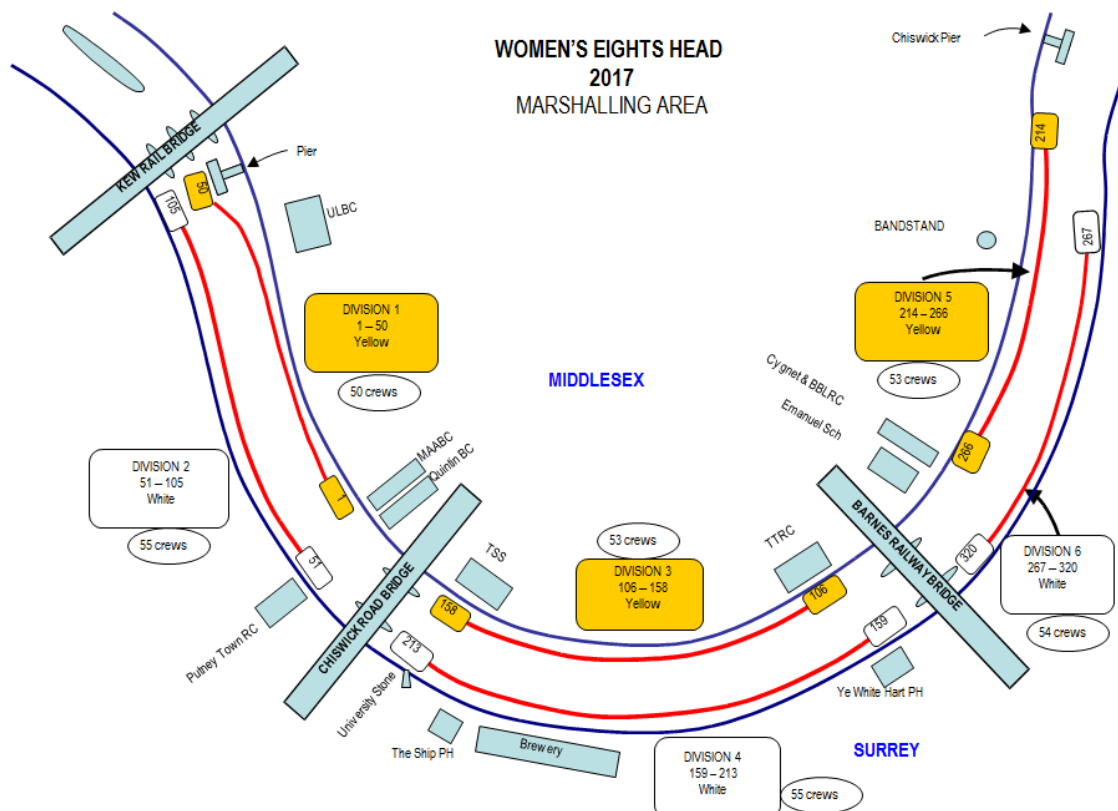 WOMEN'S EIGHTS HEAD
2017
MARSHALLING AREA
Chiswick Pier
KEW RAIL BRIDGE
Pier
50
105
ULBC
214
267
BANDSTAND
DIVISION 1
1 – 50
Yellow
50 crews
DIVISION 5
214 – 266
Yellow
53 crews
MIDDLESEX
Cygnet & BBLRC
Emanuel Sch
266
MAABC
Quintin BC
1
DIVISION 2
51 – 105
White
55 crews
51
Putney Town RC
CHISWICK ROAD BRIDGE
TSS
158
213
53 crews
DIVISION 3
106 – 158
Yellow
TTRC
106
159
BARNES RAILWAY BRIDGE
320
DIVISION 6
267 – 320
White
54 crews
University Stone
The Ship PH
Brewery
Ye White Hart PH
SURREY
DIVISION 4
159 – 213
White
55 crews